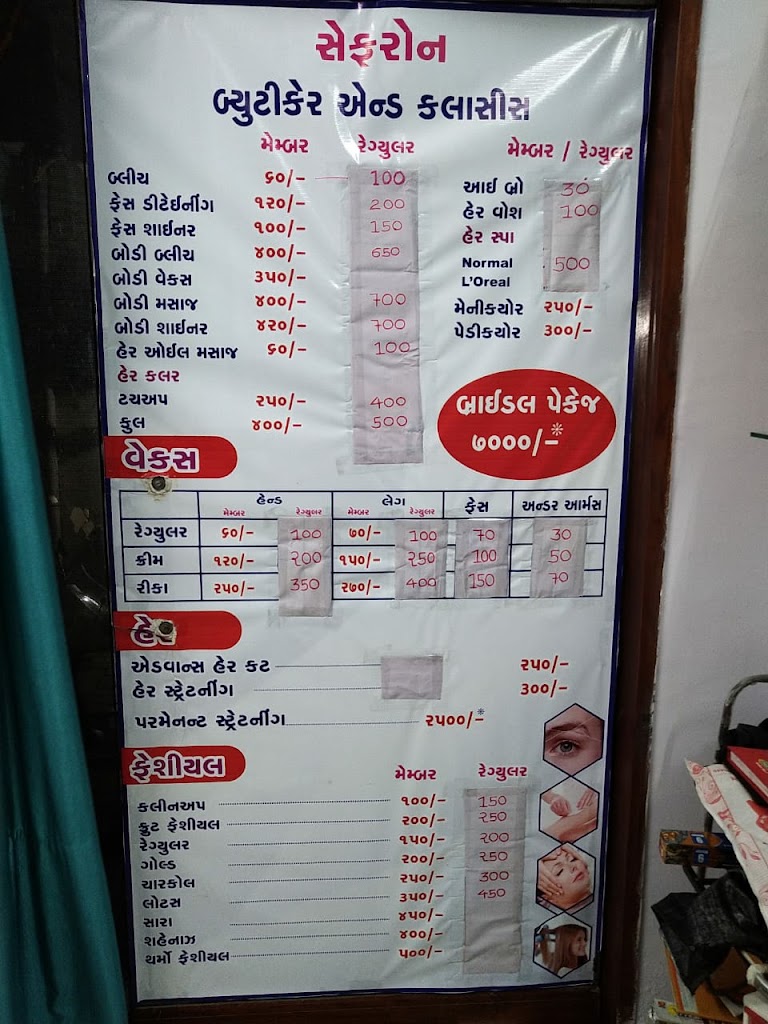 સેફરોન
બ્યુટીકેર એન્ડ કલાસીસ
મેમ્બર રેગ્યુલર
બ્લીચ ૬૦/- 100
ફેસ ડીટેઈનીંગ ૧૨૦/- 200
ફેસ શાઈનર ૧૦૦/- 150
બોડી બ્લીચ ૪૦૦/- 650
બોડી વેકસ ૩૫૦/-
બોડી મસાજ ૪૦૦/- 700
બોડી શાઈનર ૪૨૦/- 700
હેર ઓઈલ મસાજ ૬૦/- 100
હેર કલર
ટચઅપ ૨૫૦/- 400
ફુલ ૪૦૦/- 500
મેમ્બર / રેગ્યુલર
આઈ બ્રો 30
હેર વોશ 100
હેર સ્પા
Normal 500
L'Oreal
મેનીકયોર ૨૫૦/-
પેડીકયોર ૩૦૦/-
બ્રાઈડલ પેકેજ
૭૦૦૦/-*
વેકસ
હેન્ડ લેગ ફેસ અન્ડર આર્મસ
મેમ્બર રેગ્યુલર મેમ્બર રેગ્યુલર
રેગ્યુલર ૬૦/- 100 ૭૦/- 100 70 30
ક્રીમ ૧૨૦/- 200 ૧૫૦/- 250 100 50
રીકા ૨૫૦/- 350 ૨૭૦/- 400 150 70
હેર
એડવાન્સ હેર કટ ૨૫૦/-
હેર સ્ટ્રેટનીંગ ૩૦૦/-
પરમેનન્ટ સ્ટ્રેટનીંગ ૨૫૦૦/-*
ફેશીયલ
મેમ્બર રેગ્યુલર
કલીનઅપ ૧૦૦/- 150
ફ્રુટ ફેશીયલ ૨૦૦/- 250
રેગ્યુલર ૧૫૦/- 200
ગોલ્ડ ૨૦૦/- 250
ચારકોલ ૨૫૦/- 300
લોટસ ૩૫૦/- 450
સારા ૪૫૦/-
શહેનાઝ ૪૦૦/-
થર્મો ફેશીયલ ૫૦૦/-